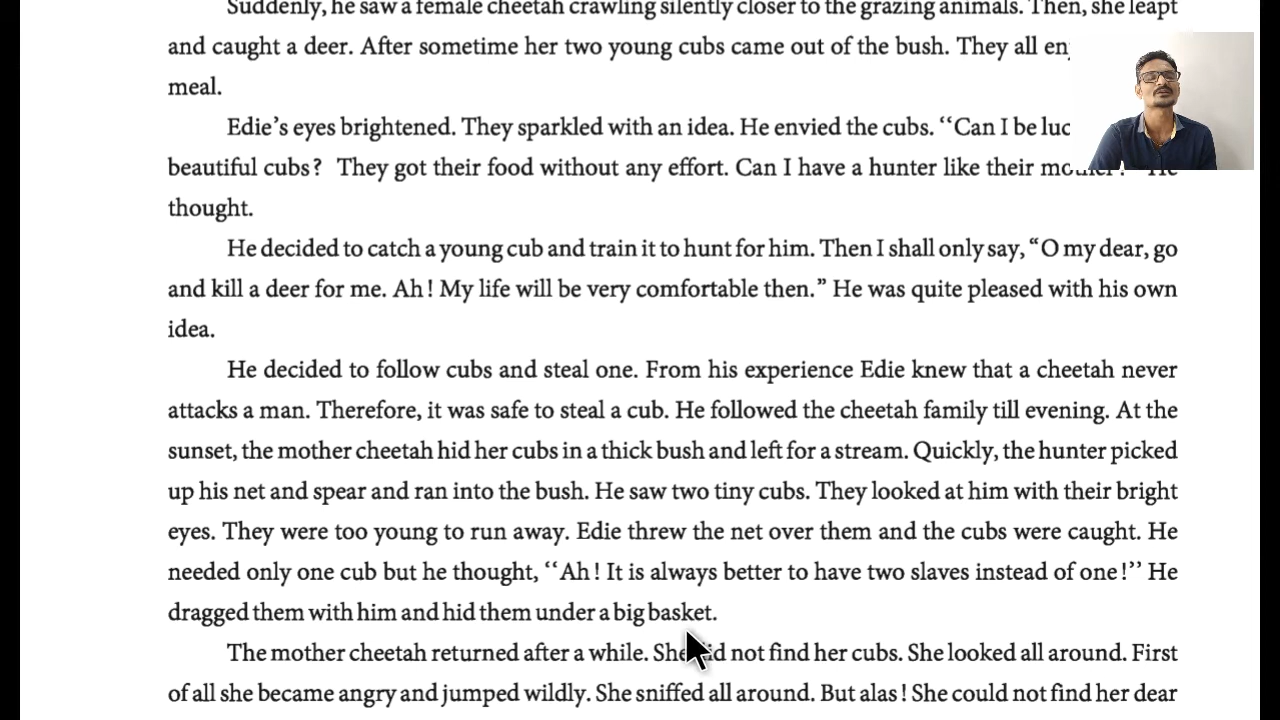 Suddenly, he saw a female cheetah crawling silently closer to the grazing animals. Then, she leapt
and caught a deer. After sometime her two young cubs came out of the bush. They all
meal.
Edie's eyes brightened. They sparkled with an idea. He envied the cubs. ‘‘Can I be
beautiful cubs? They got their food without any effort. Can I have a hunter like their He
thought.
He decided to catch a young cub and train it to hunt for him. Then I shall only say, “O my dear, go
and kill a deer for me. Ah! My life will be very comfortable then.” He was quite pleased with his own
idea.
He decided to follow cubs and steal one. From his experience Edie knew that a cheetah never
attacks a man. Therefore, it was safe to steal a cub. He followed the cheetah family till evening. At the
sunset, the mother cheetah hid her cubs in a thick bush and left for a stream. Quickly, the hunter picked
up his net and spear and ran into the bush. He saw two tiny cubs. They looked at him with their bright
eyes. They were too young to run away. Edie threw the net over them and the cubs were caught. He
needed only one cub but he thought, ‘‘Ah! It is always better to have two slaves instead of one!’’ He
dragged them with him and hid them under a big basket.
The mother cheetah returned after a while. She not find her cubs. She looked all around. First
of all she became angry and jumped wildly. She sniffed all around. But alas! She could not find her dear